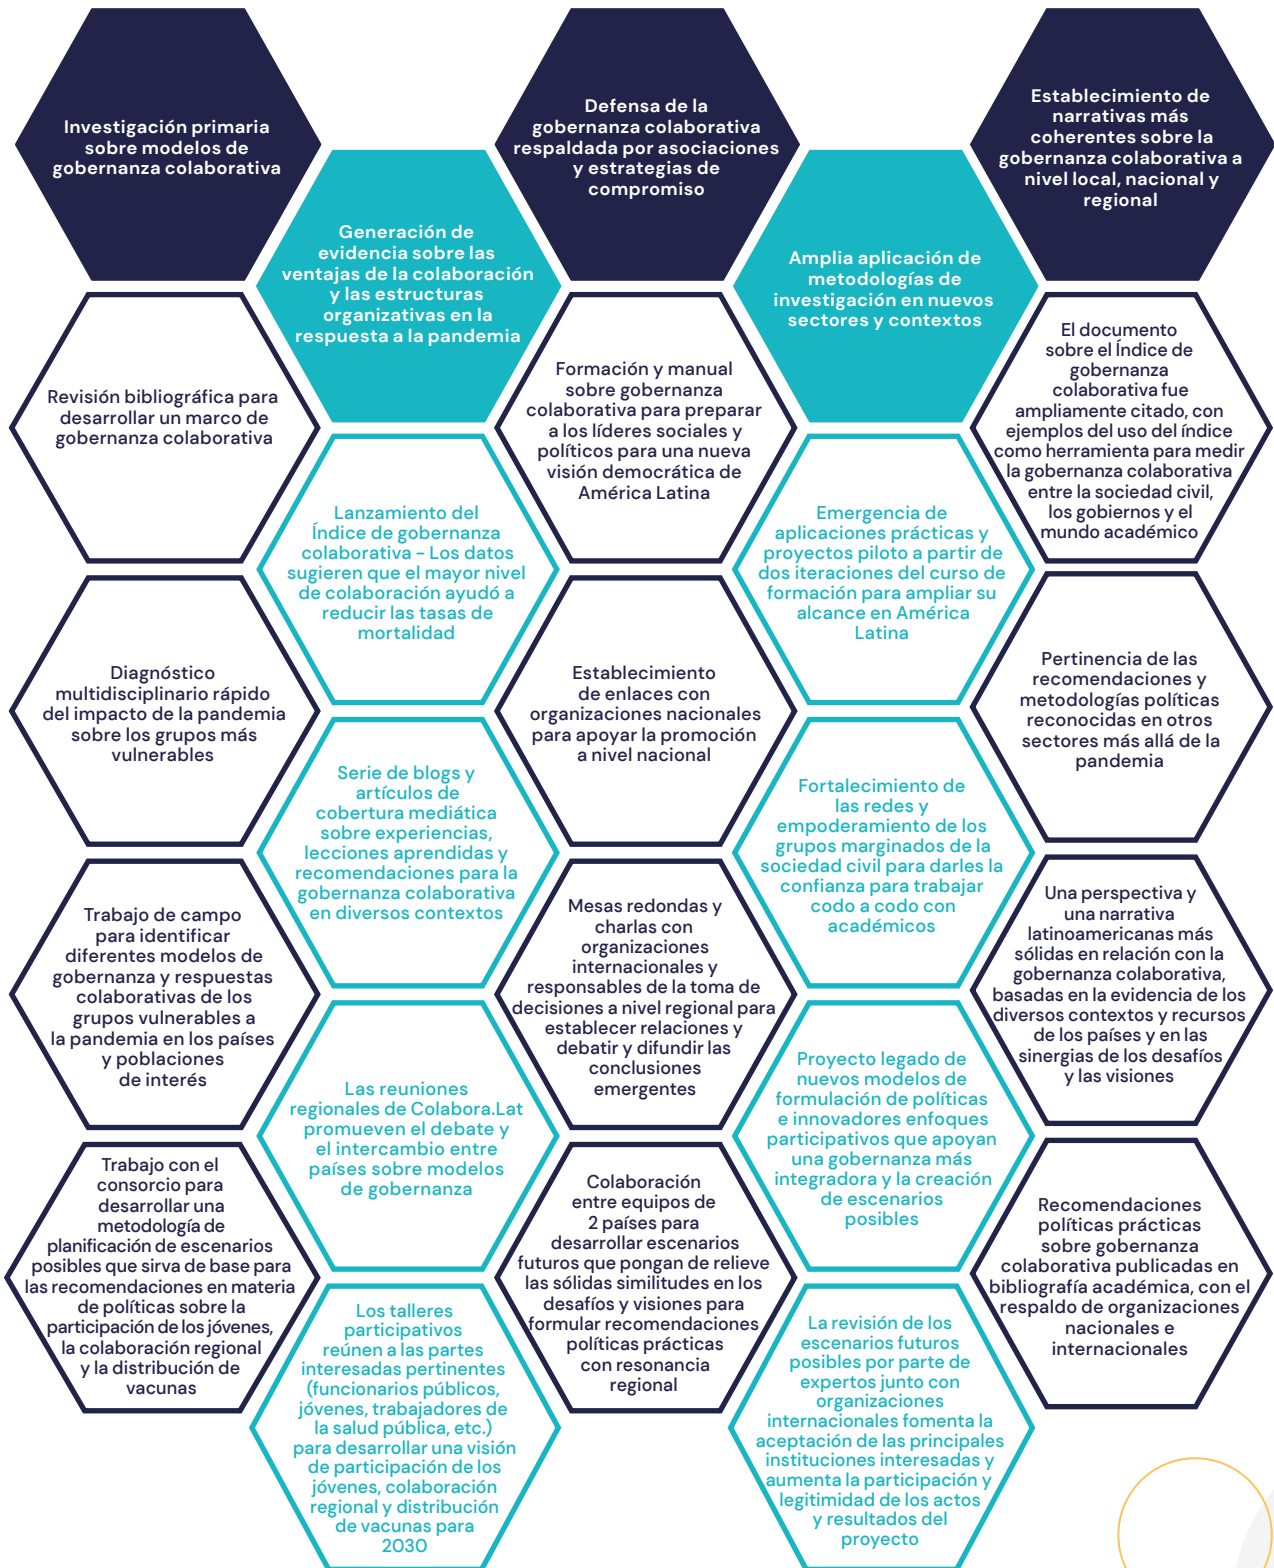 Investigación primaria
sobre modelos de
gobernanza colaborativa
Revisión bibliográfica para
desarrollar un marco de
gobernanza colaborativa
Diagnóstico
multidisciplinario rápido
del impacto de la pandemia
sobre los grupos más
vulnerables
Trabajo de campo
para identificar
diferentes modelos de
gobernanza y respuestas
colaborativas de los
grupos vulnerables a
la pandemia en los países
y poblaciones
de interés
Trabajo con el
consorcio para
desarrollar una
metodología de
planificación de escenarios
posibles que sirva de base para
las recomendaciones en materia
de políticas sobre la
participación de los jóvenes,
la colaboración regional
y la distribución de
vacunas
Generación de
evidencia sobre las
ventajas de la colaboración
y las estructuras
organizativas en la
respuesta a la pandemia
Lanzamiento del
Índice de gobernanza
colaborativa - Los datos
sugieren que el mayor nivel
de colaboración ayudó a
reducir las tasas de
mortalidad
Serie de blogs y
artículos de
cobertura mediática
sobre experiencias,
lecciones aprendidas y
recomendaciones para la
gobernanza colaborativa
en diversos contextos
Las reuniones
regionales de Colabora.Lat
promueven el debate y
el intercambio entre
países sobre modelos
de gobernanza
Los talleres
participativos
reúnen a las partes
interesadas pertinentes
(funcionarios públicos,
jóvenes, trabajadores de
la salud pública, etc.)
para desarrollar una visión
de participación de los
jóvenes, colaboración
regional y distribución
de vacunas para
2030
Defensa de la
gobernanza colaborativa
respaldada por asociaciones
y estrategias de
compromiso
Formación y manual
sobre gobernanza
colaborativa para preparar
a los líderes sociales y
políticos para una nueva
visión democrática de
América Latina
Establecimiento
de enlaces con
organizaciones nacionales
para apoyar la promoción
a nivel nacional
Mesas redondas y
charlas con
organizaciones
internacionales y
responsables de la toma de
decisiones a nivel regional para
establecer relaciones y
debatir y difundir las
conclusiones
emergentes
Colaboración
entre equipos de
2 países para
desarrollar escenarios
futuros que pongan de relieve
las sólidas similitudes en los
desafíos y visiones para
formular recomendaciones
políticas prácticas
con resonancia
regional
Amplia aplicación de
metodologías de
investigación en nuevos
sectores y contextos
Emergencia de
aplicaciones prácticas y
proyectos piloto a partir de
dos iteraciones del curso de
formación para ampliar su
alcance en América
Latina
Fortalecimiento de
las redes y
empoderamiento de los
grupos marginados de la
sociedad civil para darles la
confianza para trabajar
codo a codo con
académicos
Proyecto legado de
nuevos modelos de
formulación de políticas
e innovadores enfoques
participativos que apoyan
una gobernanza más
integradora y la creación
de escenarios
posibles
La revisión de los
escenarios futuros
posibles por parte de
expertos junto con
organizaciones
internacionales fomenta la
aceptación de las principales
instituciones interesadas y
aumenta la participación y
legitimidad de los actos
y resultados del
proyecto
Establecimiento de
narrativas más
coherentes sobre la
gobernanza colaborativa a
nivel local, nacional y
regional
El documento
sobre el Índice de
gobernanza
colaborativa fue
ampliamente citado, con
ejemplos del uso del índice
como herramienta para medir
la gobernanza colaborativa
entre la sociedad civil,
los gobiernos y el
mundo académico
Pertinencia de las
recomendaciones y
metodologías políticas
reconocidas en otros
sectores más allá de la
pandemia
Una perspectiva y
una narrativa
latinoamericanas más
sólidas en relación con la
gobernanza colaborativa,
basadas en la evidencia de los
diversos contextos y recursos
de los países y en las
sinergias de los desafíos
y las visiones
Recomendaciones
políticas prácticas
sobre gobernanza
colaborativa publicadas en
bibliografía académica, con el
respaldo de organizaciones
nacionales e
internacionales